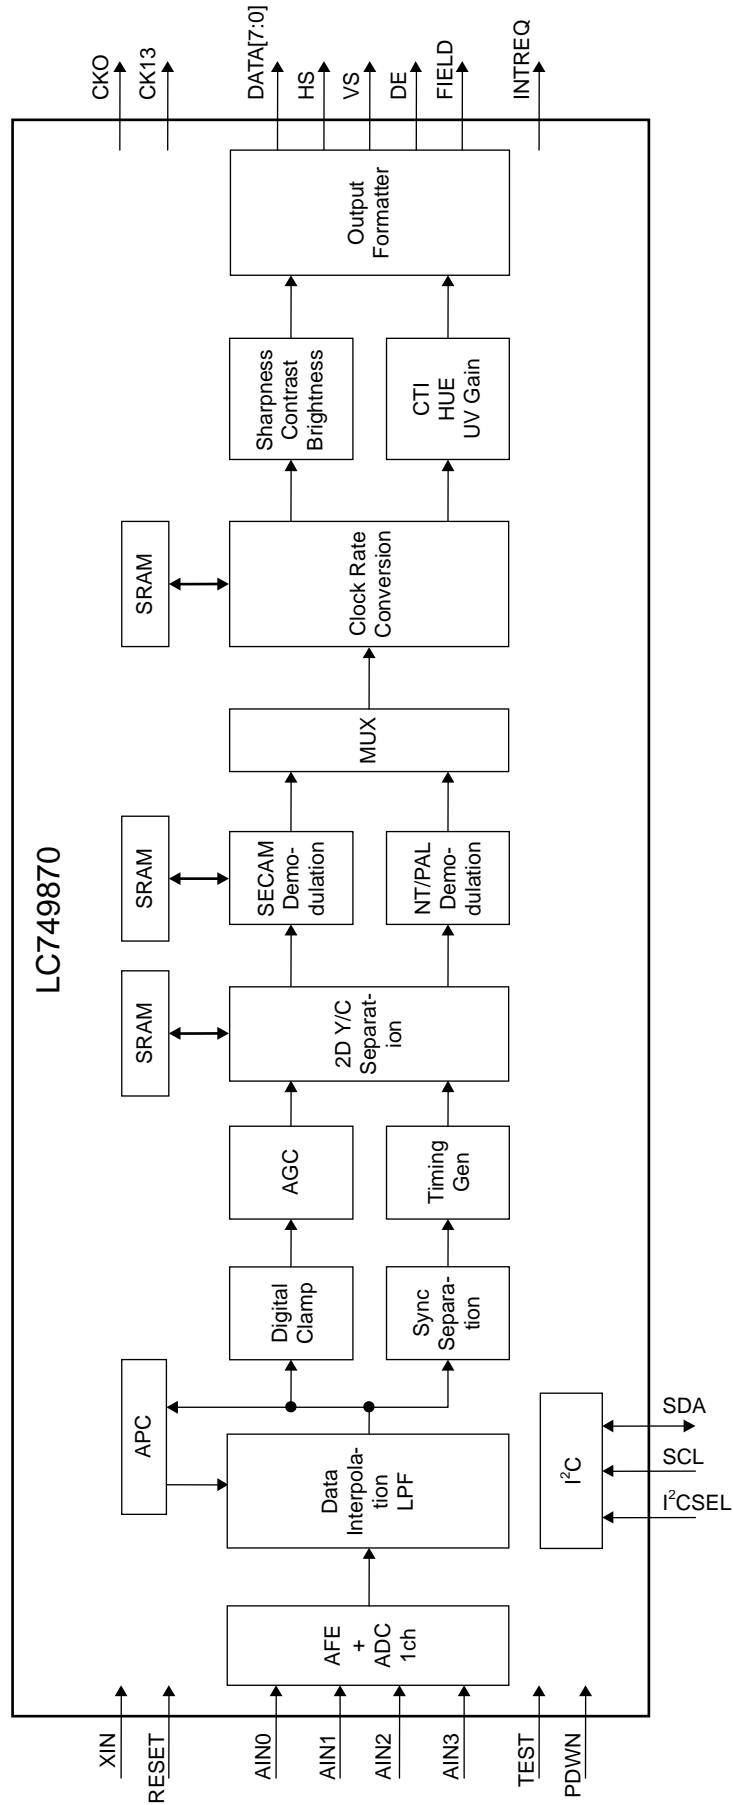 LC749870
XIN
RESET
AIN0
AIN1
AIN2
AIN3
TEST
PDWN
AFE
+
ADC
1ch
Data
Interpola-
tion
LPF
APC
I²C
SDA
SCL
I²CSEL
Digital
Clamp
Sync
Separa-
tion
AGC
Timing
Gen
SRAM
2D Y/C
Separat-
ion
SRAM
SECAM
Demo-
dulation
NT/PAL
Demo-
dulation
MUX
SRAM
Clock Rate
Conversion
Sharpness
Contrast
Brightness
CTI
HUE
UV Gain
Output
Formatter
CKO
CK13
DATA[7:0]
HS
VS
DE
FIELD
INTREQ